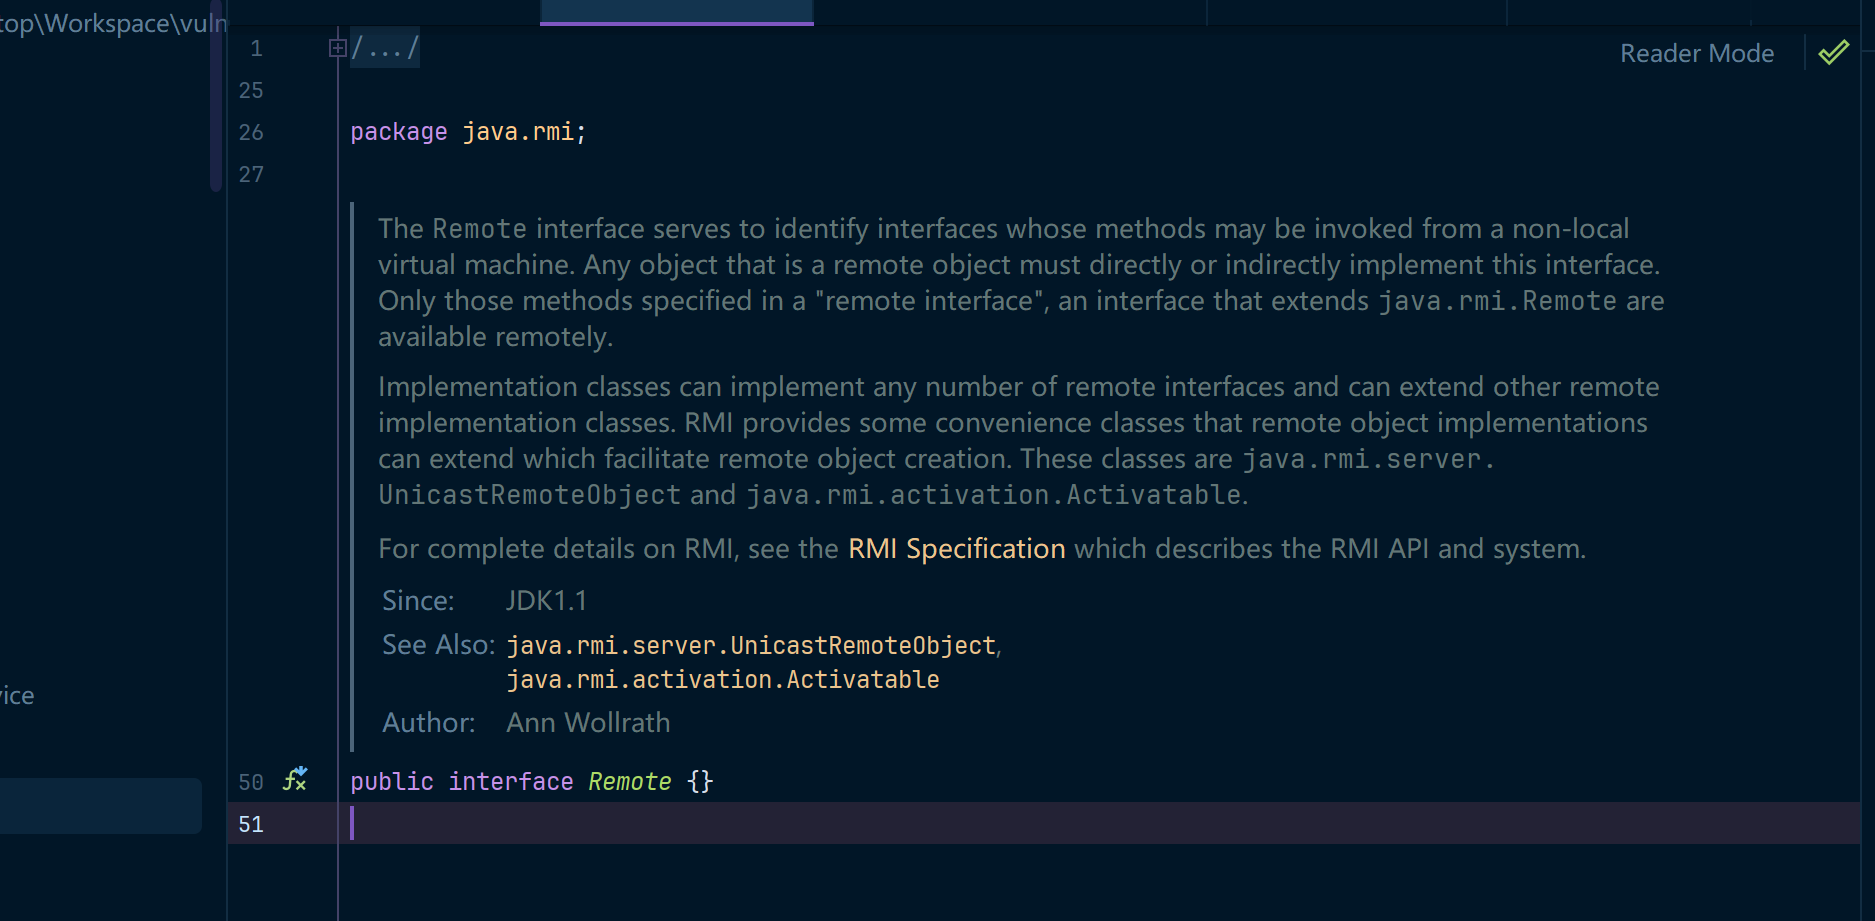 top\Workspace\vuln
1 /.../
Reader Mode
25
26 package java.rmi;
27
The Remote interface serves to identify interfaces whose methods may be invoked from a non-local
virtual machine. Any object that is a remote object must directly or indirectly implement this interface.
Only those methods specified in a "remote interface", an interface that extends java.rmi.Remote are
available remotely.
Implementation classes can implement any number of remote interfaces and can extend other remote
implementation classes. RMI provides some convenience classes that remote object implementations
can extend which facilitate remote object creation. These classes are java.rmi.server.
UnicastRemoteObject and java.rmi.activation.Activatable.
For complete details on RMI, see the RMI Specification which describes the RMI API and system.
Since: JDK1.1
See Also: java.rmi.server.UnicastRemoteObject,
java.rmi.activation.Activatable
vice
Author: Ann Wollrath
50 public interface Remote {}
51